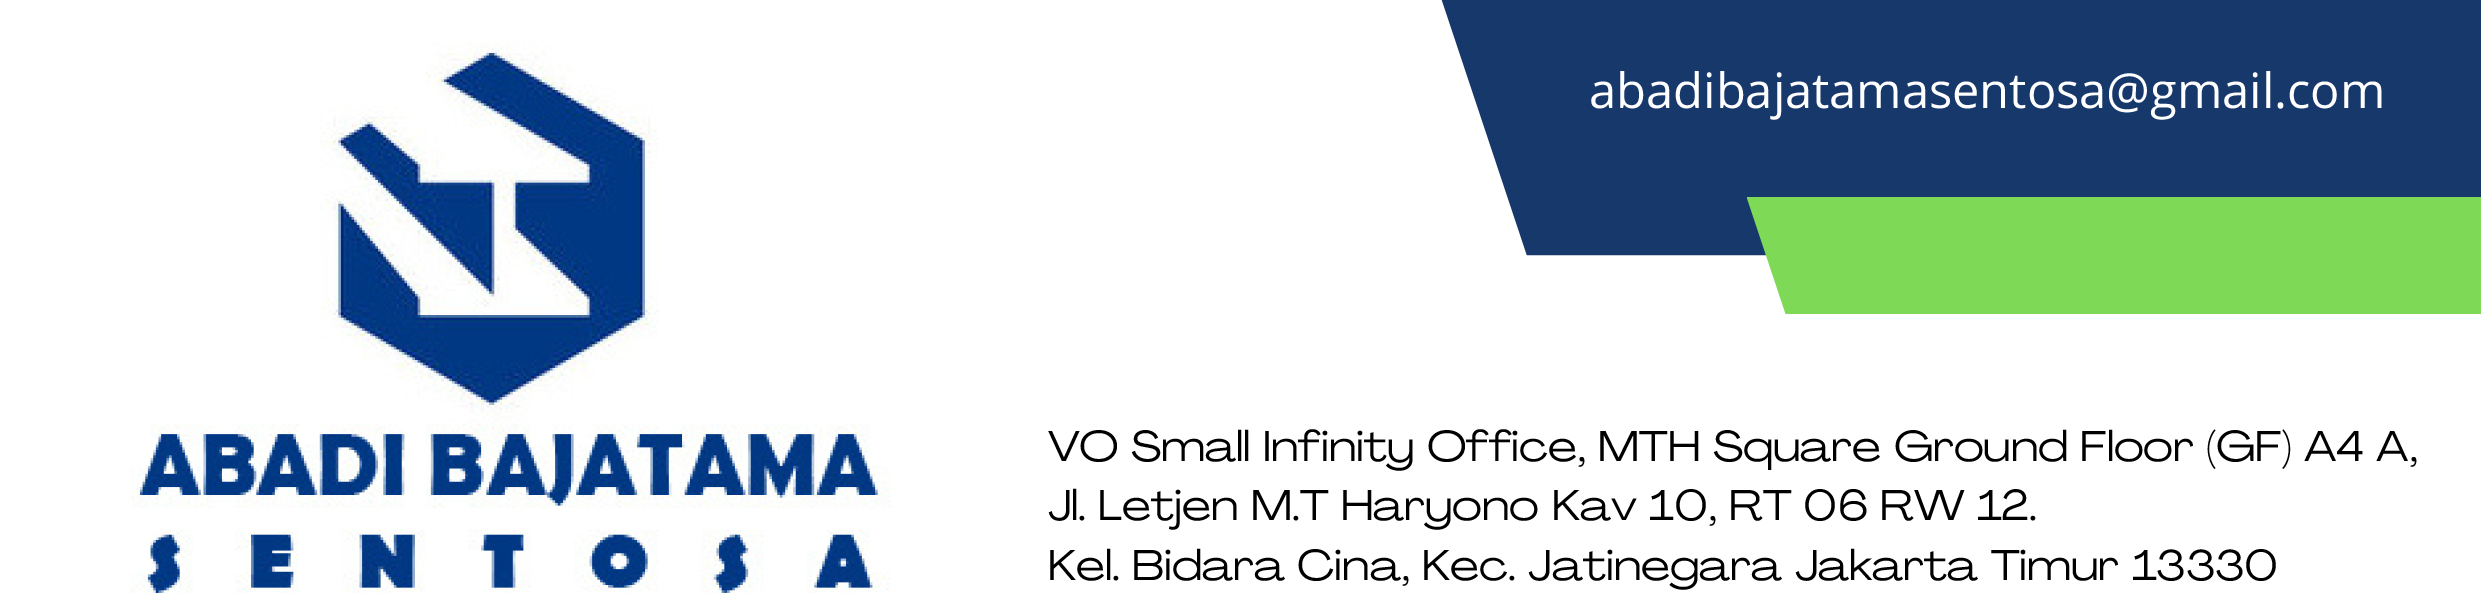 abadibajatamasentosa@gmail.com
ABADI BAJATAMA
SENTOSA
VO Small Infinity Office, MTH Square Ground Floor (GF) A4 A,
Jl. Letjen M.T Haryono Kav 10, RT 06 RW 12.
Kel. Bidara Cina, Kec. Jatinegara Jakarta Timur 13330